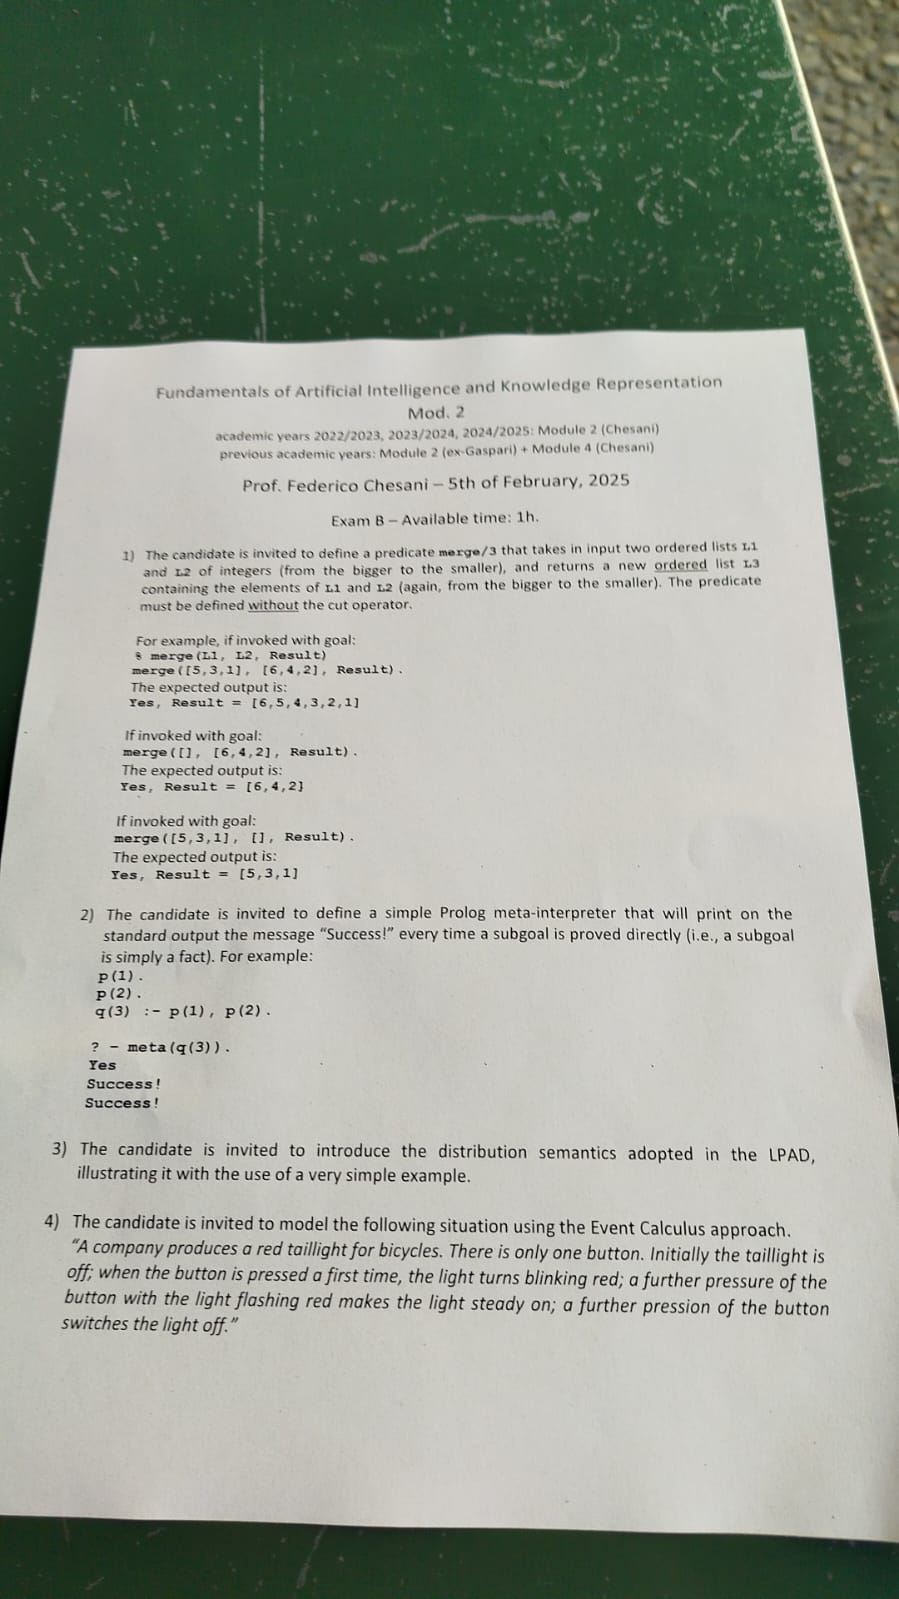 Fundamentals of Artificial Intelligence and Knowledge Representation
Mod. 2
academic years 2022/2023, 2023/2024, 2024/2025: Module 2 (Chesani)
previous academic years: Module 2 (ex-Gaspari) + Module 4 (Chesani)
Prof. Federico Chesani – 5th of February, 2025
Exam B – Available time: 1h.
1) The candidate is invited to define a predicate merge/3 that takes in input two ordered lists L1
and L2 of integers (from the bigger to the smaller), and returns a new ordered list L3
containing the elements of L1 and L2 (again, from the bigger to the smaller). The predicate
must be defined without the cut operator.
For example, if invoked with goal:
% merge(L1, L2, Result)
merge([5,3,1], [6,4,2], Result).
The expected output is:
Yes, Result = [6,5,4,3,2,1]
If invoked with goal:
merge([], [6,4,2], Result).
The expected output is:
Yes, Result = [6,4,2]
If invoked with goal:
merge([5,3,1], [], Result).
The expected output is:
Yes, Result = [5,3,1]
2) The candidate is invited to define a simple Prolog meta-interpreter that will print on the
standard output the message “Success!” every time a subgoal is proved directly (i.e., a subgoal
is simply a fact). For example:
p(1).
p(2).
q(3) :- p(1), p(2).
? - meta(q(3)).
Yes
Success!
Success!
3) The candidate is invited to introduce the distribution semantics adopted in the LPAD,
illustrating it with the use of a very simple example.
4) The candidate is invited to model the following situation using the Event Calculus approach.
“A company produces a red taillight for bicycles. There is only one button. Initially the taillight is
off; when the button is pressed a first time, the light turns blinking red; a further pressure of the
button with the light flashing red makes the light steady on; a further pression of the button
switches the light off.”